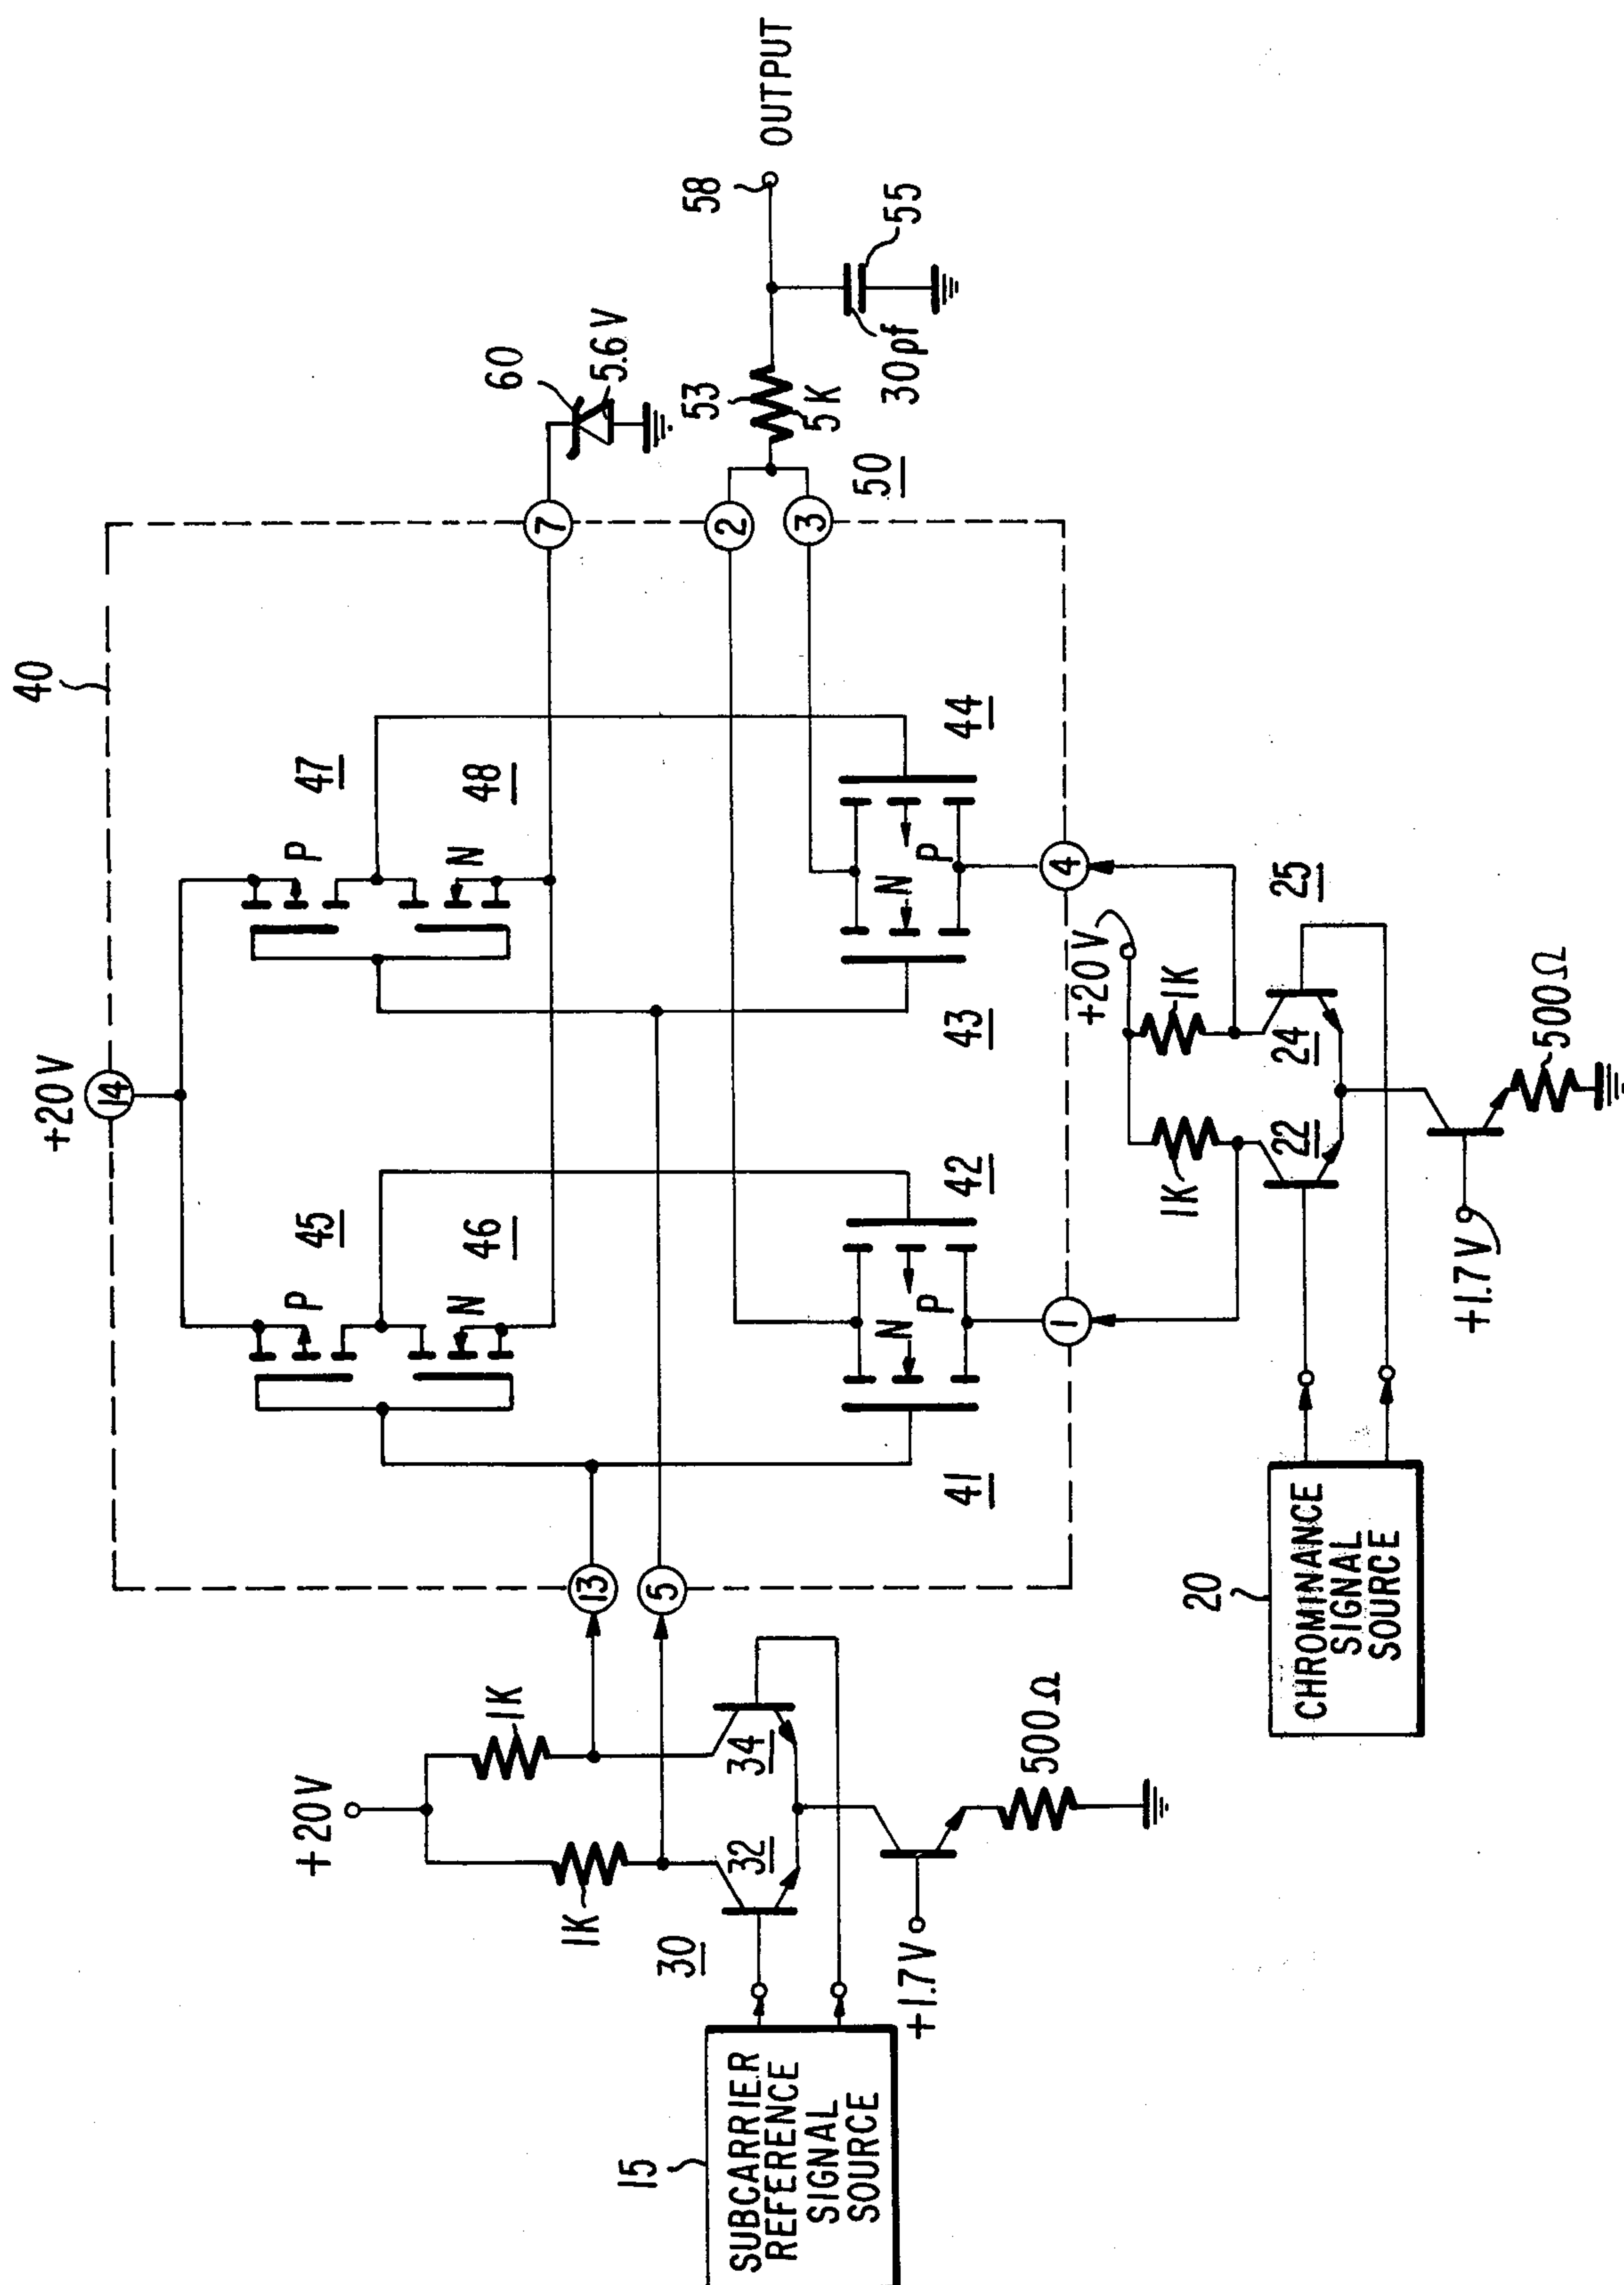 40
+20V
14
45
P
46
N
47
P
48
N
60
5.6V
7
2
3
50
53
5K
58
OUTPUT
55
30pf
13
5
41
N
P
42
43
N
P
44
1
4
+20V
1K
1K
32
34
30
+1.7V
500Ω
15
SUBCARRIER
REFERENCE
SIGNAL
SOURCE
+20V
1K
1K
22
24
25
+1.7V
500Ω
20
CHROMINANCE
SIGNAL
SOURCE